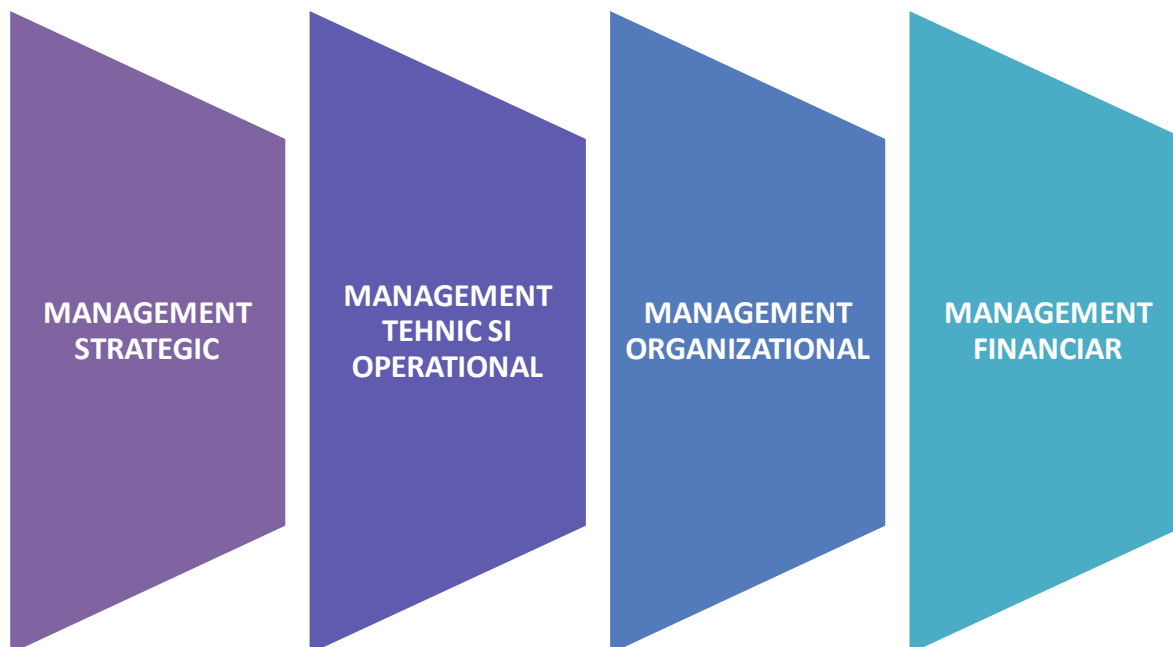 MANAGEMENT
STRATEGIC
MANAGEMENT
TEHNIC SI
OPERATIONAL
MANAGEMENT
ORGANIZATIONAL
MANAGEMENT
FINANCIAR